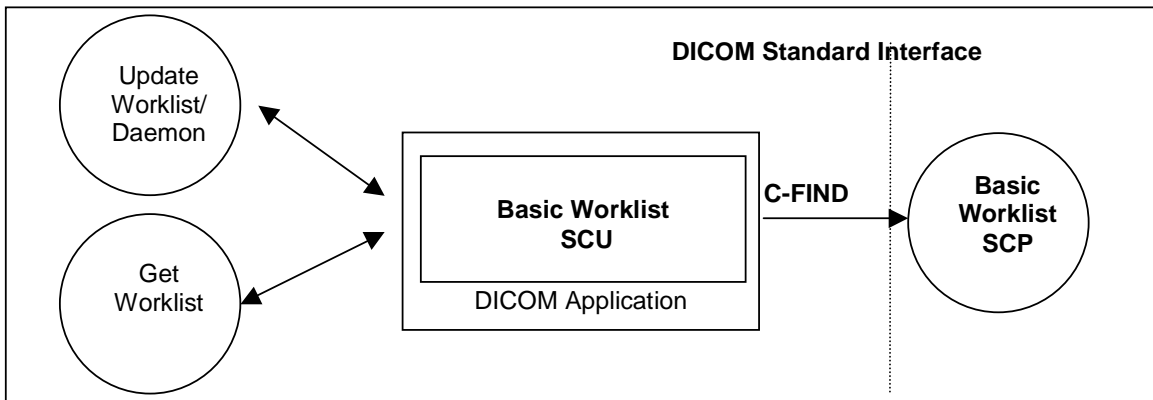 DICOM Standard Interface
Update
Worklist/
Daemon
Get
Worklist
Basic Worklist
SCU
DICOM Application
C-FIND
Basic
Worklist
SCP